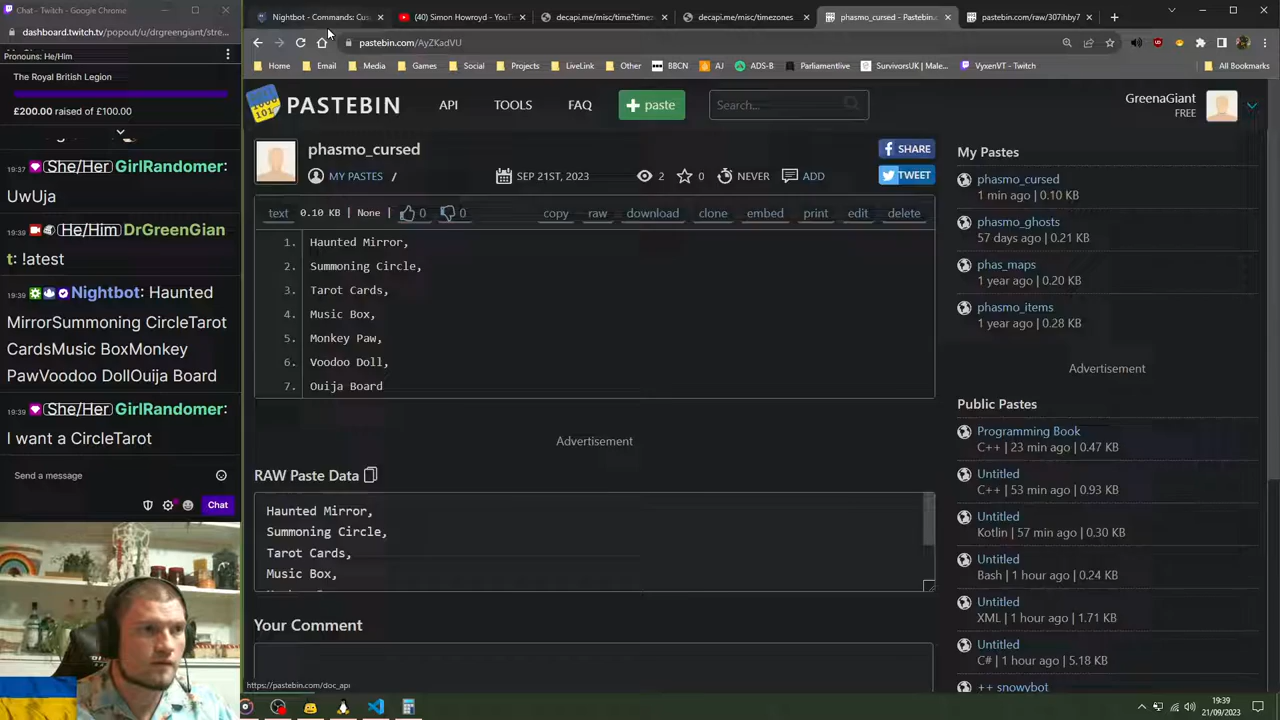 Chat - Twitch - Google Chrome
dashboard.twitch.tv/popout/u/drgreengiant/stre...
Pronouns: He/Him
The Royal British Legion
£200.00 raised of £100.00
19:37 She/Her GirlRandomer:
UwUja
19:39 He/Him DrGreenGian
t: !atest
19:39 Nightbot: Haunted
MirrorSummoning CircleTarot
CardsMusic BoxMonkey
PawVoodoo DollOuija Board
19:39 She/Her GirlRandomer:
I want a CircleTarot
Send a message
Chat
Nightbot - Commands: Cus
(40) Simon Howroyd - YouT
decapi.me/misc/time?timez
decapi.me/misc/timezones
phasmo_cursed - Pastebin.
pastebin.com/raw/307ihby7
pastebin.com/AyZKadVU
Home
Email
Media
Games
Social
Projects
LiveLink
Other
BBCN
AJ
ADS-B
Parliamentlive
SurvivorsUK | Male...
VyxenVT - Twitch
All Bookmarks
PASTEBIN
API
TOOLS
FAQ
+ paste
Search...
GreenaGiant
FREE
phasmo_cursed
MY PASTES /
SEP 21ST, 2023
2
0
NEVER
ADD
SHARE
TWEET
text 0.10 KB | None | 0 0
copy
raw
download
clone
embed
print
edit
delete
1. Haunted Mirror,
2. Summoning Circle,
3. Tarot Cards,
4. Music Box,
5. Monkey Paw,
6. Voodoo Doll,
7. Ouija Board
Advertisement
RAW Paste Data
Haunted Mirror,
Summoning Circle,
Tarot Cards,
Music Box,
Your Comment
https://pastebin.com/doc_api
My Pastes
phasmo_cursed
1 min ago | 0.10 KB
phasmo_ghosts
57 days ago | 0.21 KB
phas_maps
1 year ago | 0.20 KB
phasmo_items
1 year ago | 0.28 KB
Advertisement
Public Pastes
Programming Book
C++ | 23 min ago | 0.47 KB
Untitled
C++ | 53 min ago | 0.93 KB
Untitled
Kotlin | 57 min ago | 0.30 KB
Untitled
Bash | 1 hour ago | 0.24 KB
Untitled
XML | 1 hour ago | 1.71 KB
Untitled
C# | 1 hour ago | 5.18 KB
++ snowybot
19:39
21/09/2023